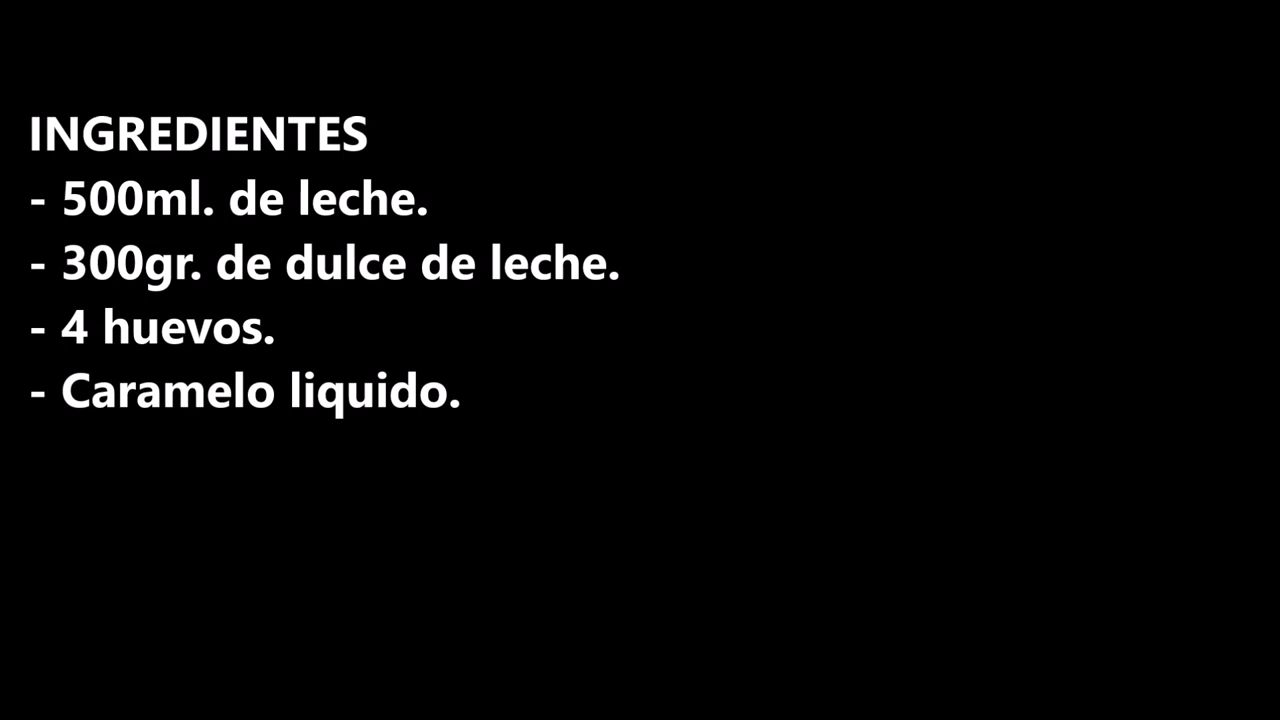 INGREDIENTES
- 500ml. de leche.
- 300gr. de dulce de leche.
- 4 huevos.
- Caramelo liquido.